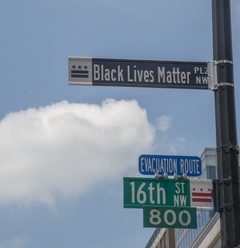 Black Lives Matter PLZ NW
EVACUATION ROUTE
16th ST NW
800